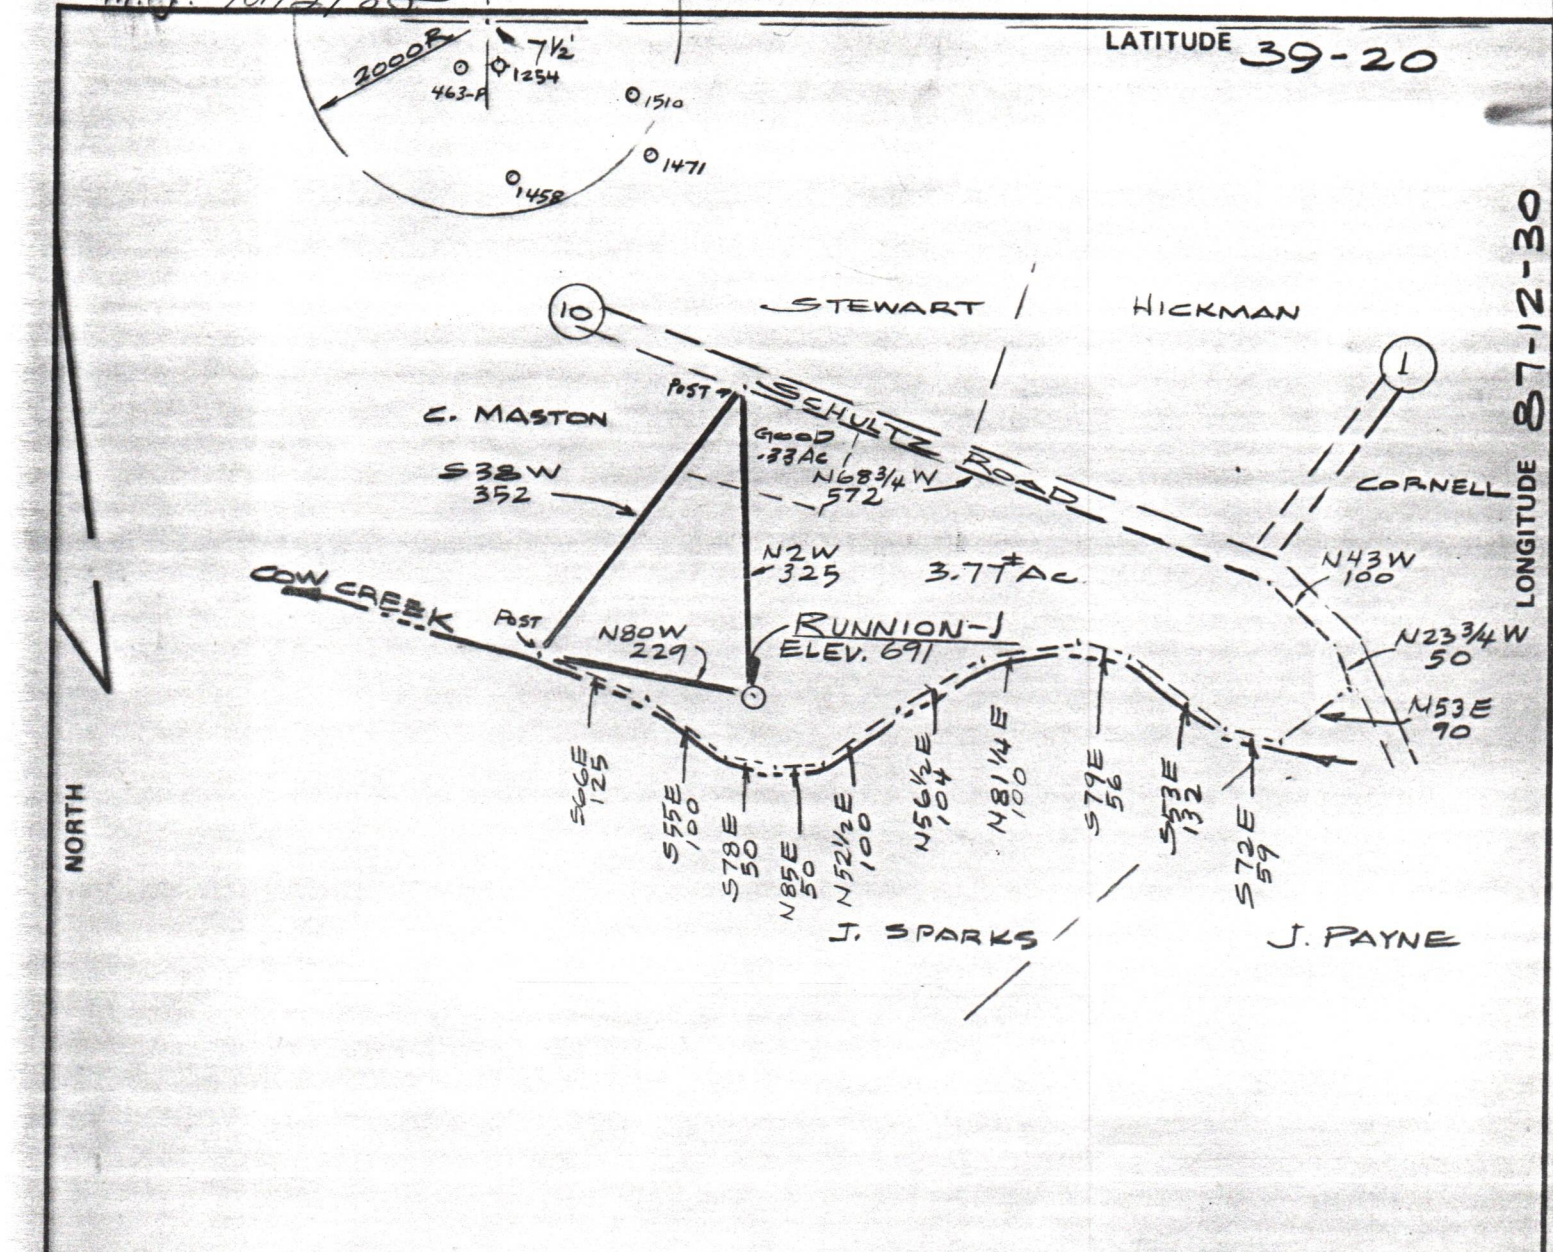 2000 R
7½'
1254
463-P
1510
1471
1458
LATITUDE 39-20
LONGITUDE 87-12-30
10
STEWART
HICKMAN
1
POST
C. MASTON
SCHULTZ ROAD
GOOD
.33 AC
S38W
352
N68¾W
572
CORNELL
N2W
325
3.77± AC
N43W
100
COW CREEK
POST
N80W
229
RUNNION-1
ELEV. 691
N23¾W
50
N53E
90
S66E
125
S55E
100
S78E
50
N85E
50
N52½E
100
N56½E
104
N81¼E
100
S79E
56
S53E
132
S72E
59
NORTH
J. SPARKS
J. PAYNE